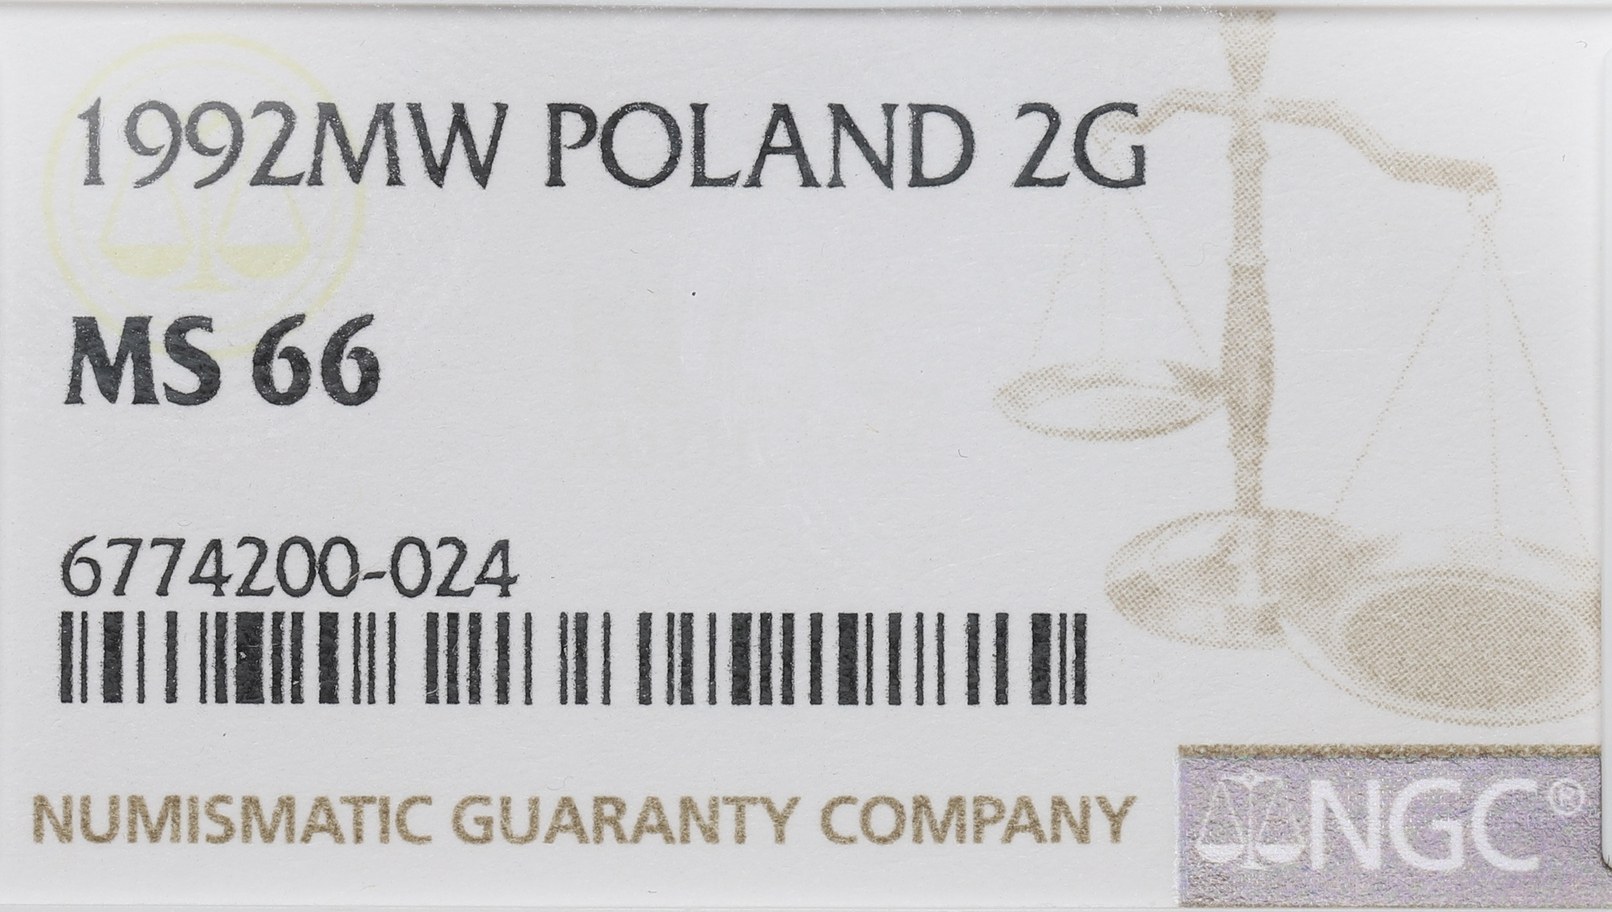 1992MW POLAND 2G
MS 66
6774200-024
NUMISMATIC GUARANTY COMPANY
NGC®